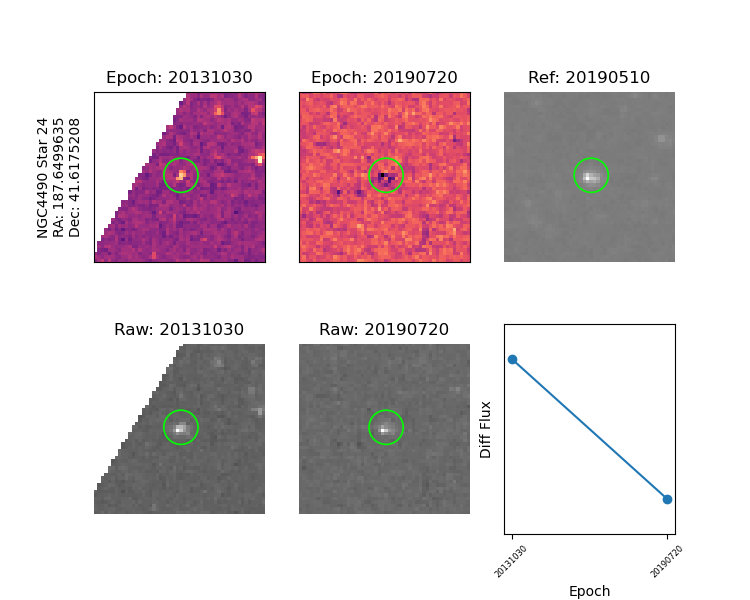 NGC4490 Star 24
RA: 187.6499635
Dec: 41.6175208
Epoch: 20131030
Epoch: 20190720
Ref: 20190510
Raw: 20131030
Raw: 20190720
Diff Flux
20131030
20190720
Epoch